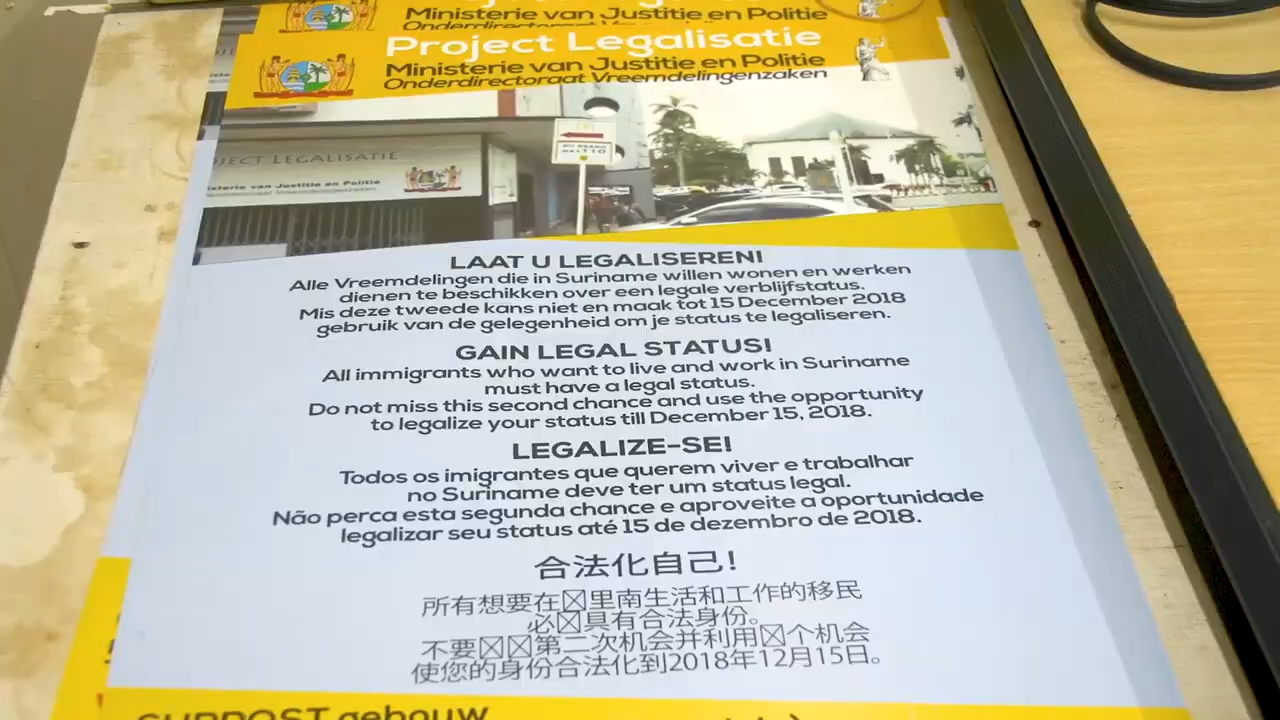 Ministerie van Justitie en Politie
Project Legalisatie
Ministerie van Justitie en Politie
Onderdirectoraat Vreemdelingenzaken
OJECT LEGALISATIE
isterie van Justitie en Politie
110
LAAT U LEGALISEREN!
Alle Vreemdelingen die in Suriname willen wonen en werken
dienen te beschikken over een legale verblijfstatus.
Mis deze tweede kans niet en maak tot 15 December 2018
gebruik van de gelegenheid om je status te legaliseren.
GAIN LEGAL STATUS!
All immigrants who want to live and work in Suriname
must have a legal status.
Do not miss this second chance and use the opportunity
to legalize your status till December 15, 2018.
LEGALIZE-SE!
Todos os imigrantes que querem viver e trabalhar
no Suriname deve ter um status legal.
Não perca esta segunda chance e aproveite a oportunidade
legalizar seu status até 15 de dezembro de 2018.
合法化自己!
所有想要在☒里南生活和工作的移民
必☒具有合法身份。
不要☒☒第二次机会并利用☒个机会
使您的身份合法化到2018年12月15日。
SURPOST gebouw